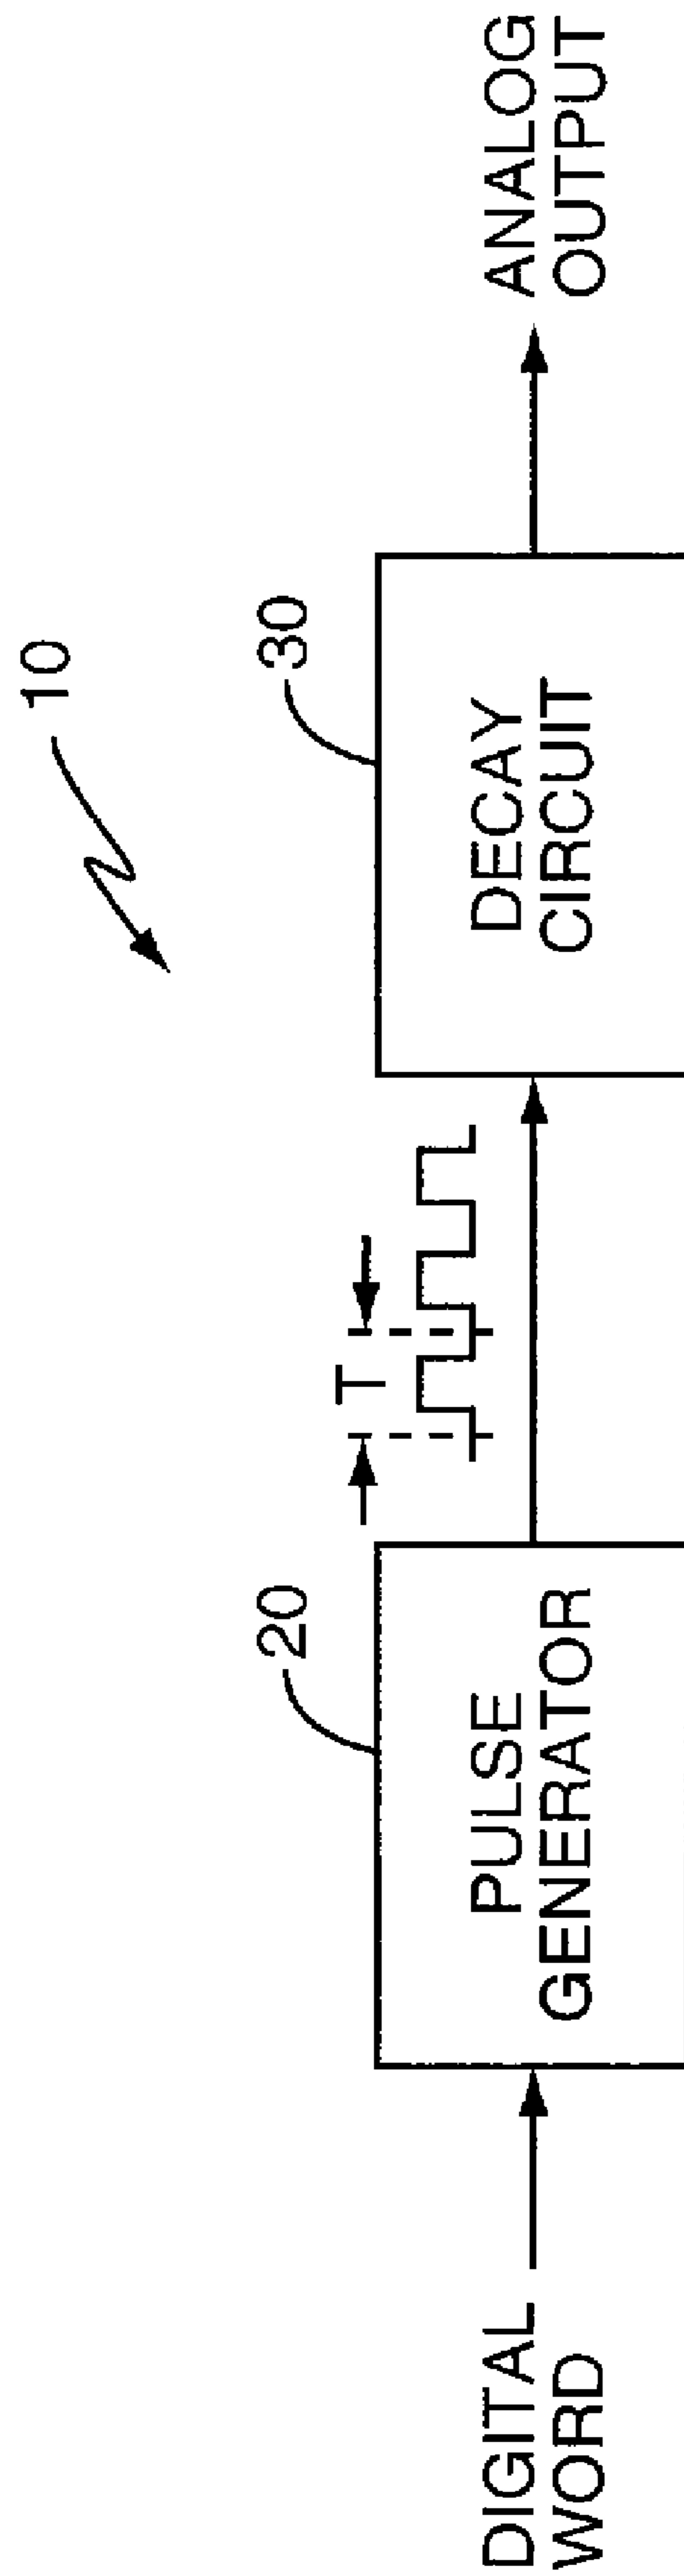 10
DIGITAL
WORD
20
PULSE
GENERATOR
T
30
DECAY
CIRCUIT
ANALOG
OUTPUT